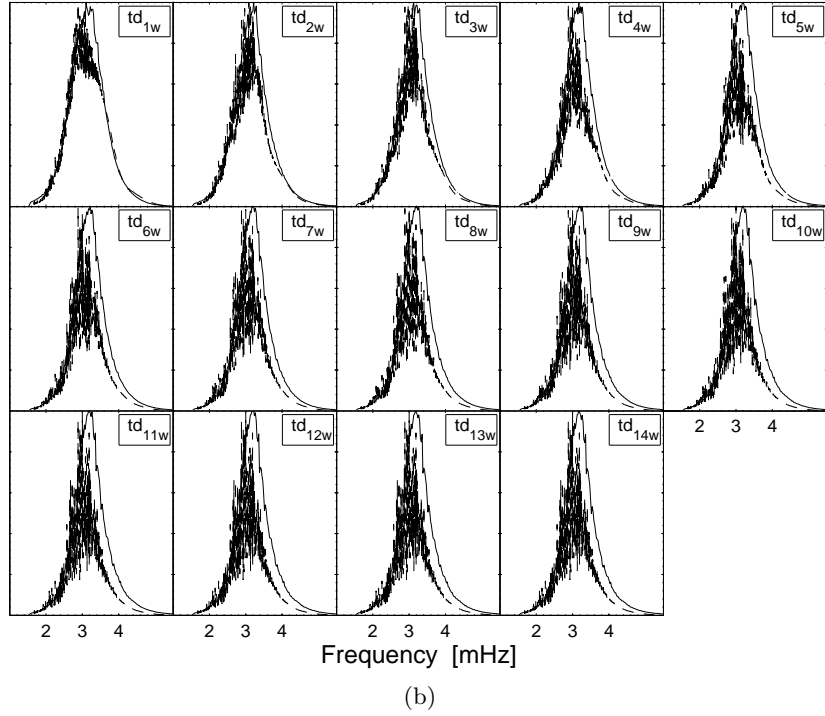 td1w td2w td3w td4w td5w
td6w td7w td8w td9w td10w
2 3 4
td11w td12w td13w td14w
2 3 4 2 3 4 2 3 4 2 3 4
Frequency [mHz]
(b)